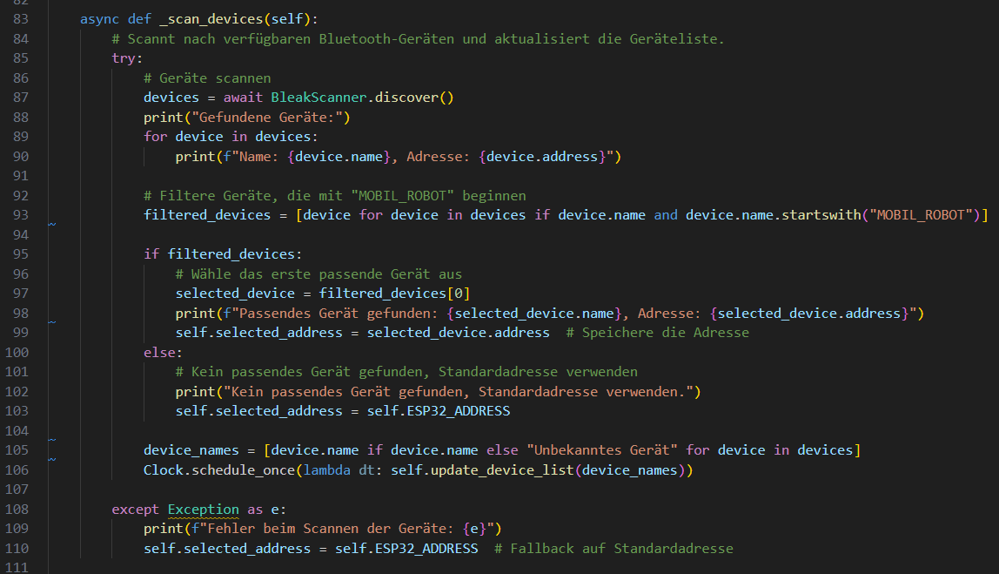 82
83 async def _scan_devices(self):
84 # Scannt nach verfügbaren Bluetooth-Geräten und aktualisiert die Geräteliste.
85 try:
86 # Geräte scannen
87 devices = await BleakScanner.discover()
88 print("Gefundene Geräte:")
89 for device in devices:
90 print(f"Name: {device.name}, Adresse: {device.address}")
91
92 # Filtere Geräte, die mit "MOBIL_ROBOT" beginnen
93 filtered_devices = [device for device in devices if device.name and device.name.startswith("MOBIL_ROBOT")]
94
95 if filtered_devices:
96 # Wähle das erste passende Gerät aus
97 selected_device = filtered_devices[0]
98 print(f"Passendes Gerät gefunden: {selected_device.name}, Adresse: {selected_device.address}")
99 self.selected_address = selected_device.address  # Speichere die Adresse
100 else:
101 # Kein passendes Gerät gefunden, Standardadresse verwenden
102 print("Kein passendes Gerät gefunden, Standardadresse verwenden.")
103 self.selected_address = self.ESP32_ADDRESS
104
105 device_names = [device.name if device.name else "Unbekanntes Gerät" for device in devices]
106 Clock.schedule_once(lambda dt: self.update_device_list(device_names))
107
108 except Exception as e:
109 print(f"Fehler beim Scannen der Geräte: {e}")
110 self.selected_address = self.ESP32_ADDRESS  # Fallback auf Standardadresse
111